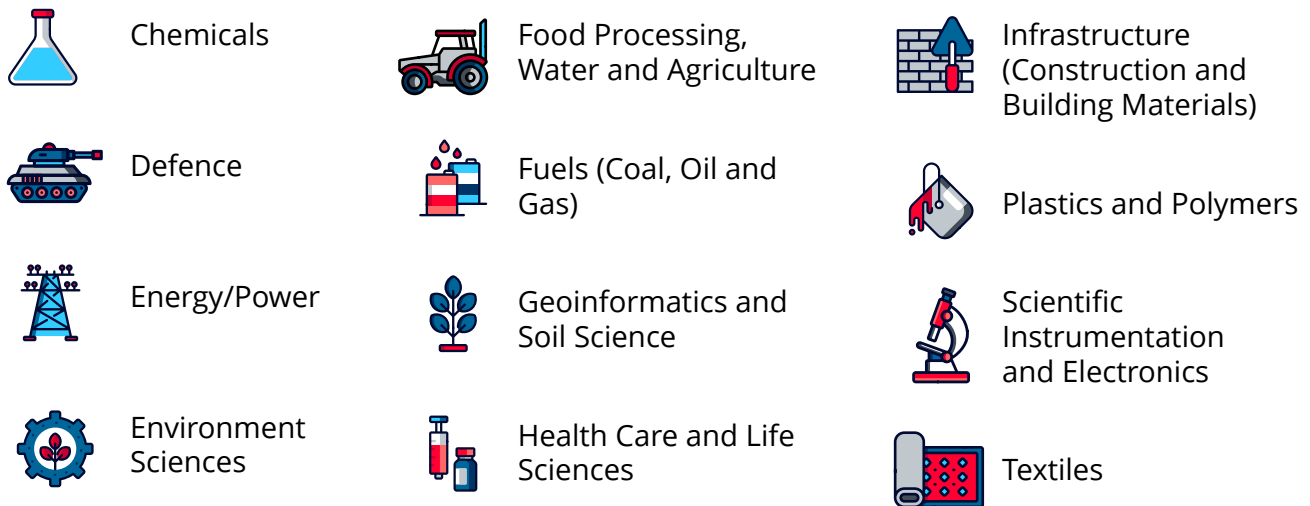 Chemicals
Defence
Energy/Power
Environment
Sciences
Food Processing,
Water and Agriculture
Fuels (Coal, Oil and
Gas)
Geoinformatics and
Soil Science
Health Care and Life
Sciences
Infrastructure
(Construction and
Building Materials)
Plastics and Polymers
Scientific
Instrumentation
and Electronics
Textiles